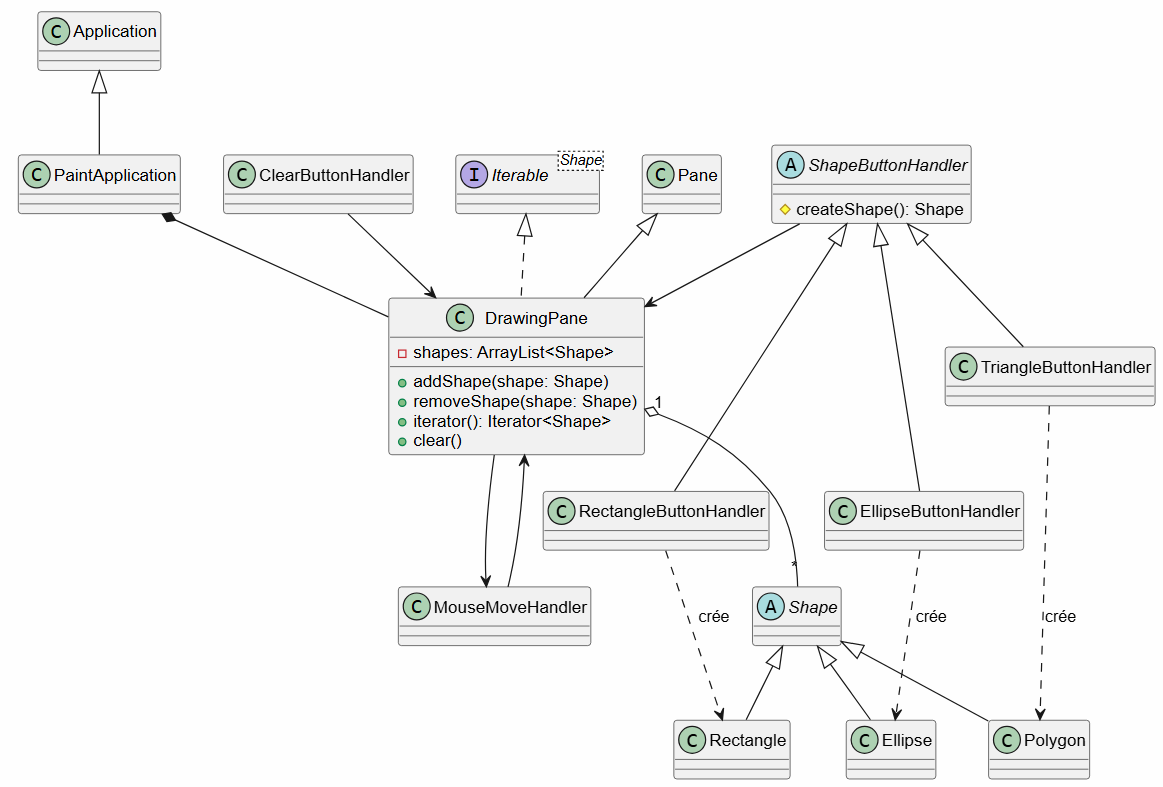 C Application
C PaintApplication
C ClearButtonHandler
I Iterable
Shape
C Pane
A ShapeButtonHandler
createShape(): Shape
C DrawingPane
shapes: ArrayList<Shape>
addShape(shape: Shape)
removeShape(shape: Shape)
iterator(): Iterator<Shape>
clear()
1
C TriangleButtonHandler
C RectangleButtonHandler
C EllipseButtonHandler
*
C MouseMoveHandler
A Shape
crée
crée
crée
C Rectangle
C Ellipse
C Polygon